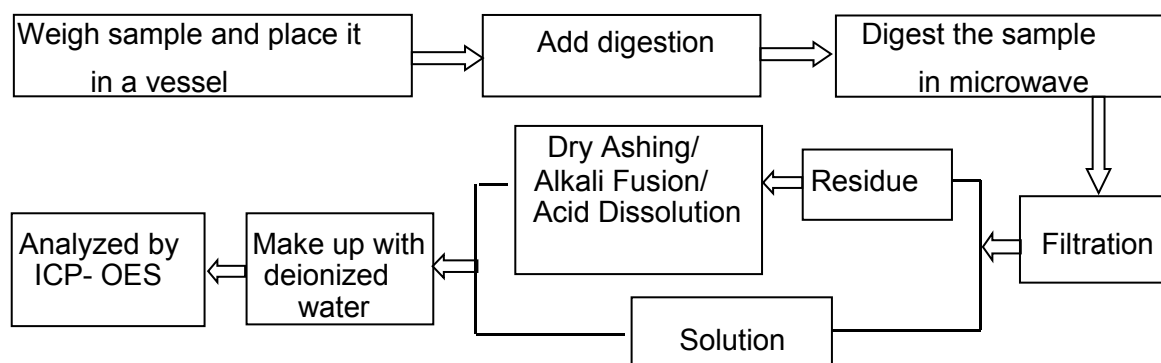 Weigh sample and place it
in a vessel
Add digestion
Digest the sample
in microwave
Filtration
Residue
Dry Ashing/
Alkali Fusion/
Acid Dissolution
Solution
Make up with
deionized
water
Analyzed by
ICP- OES